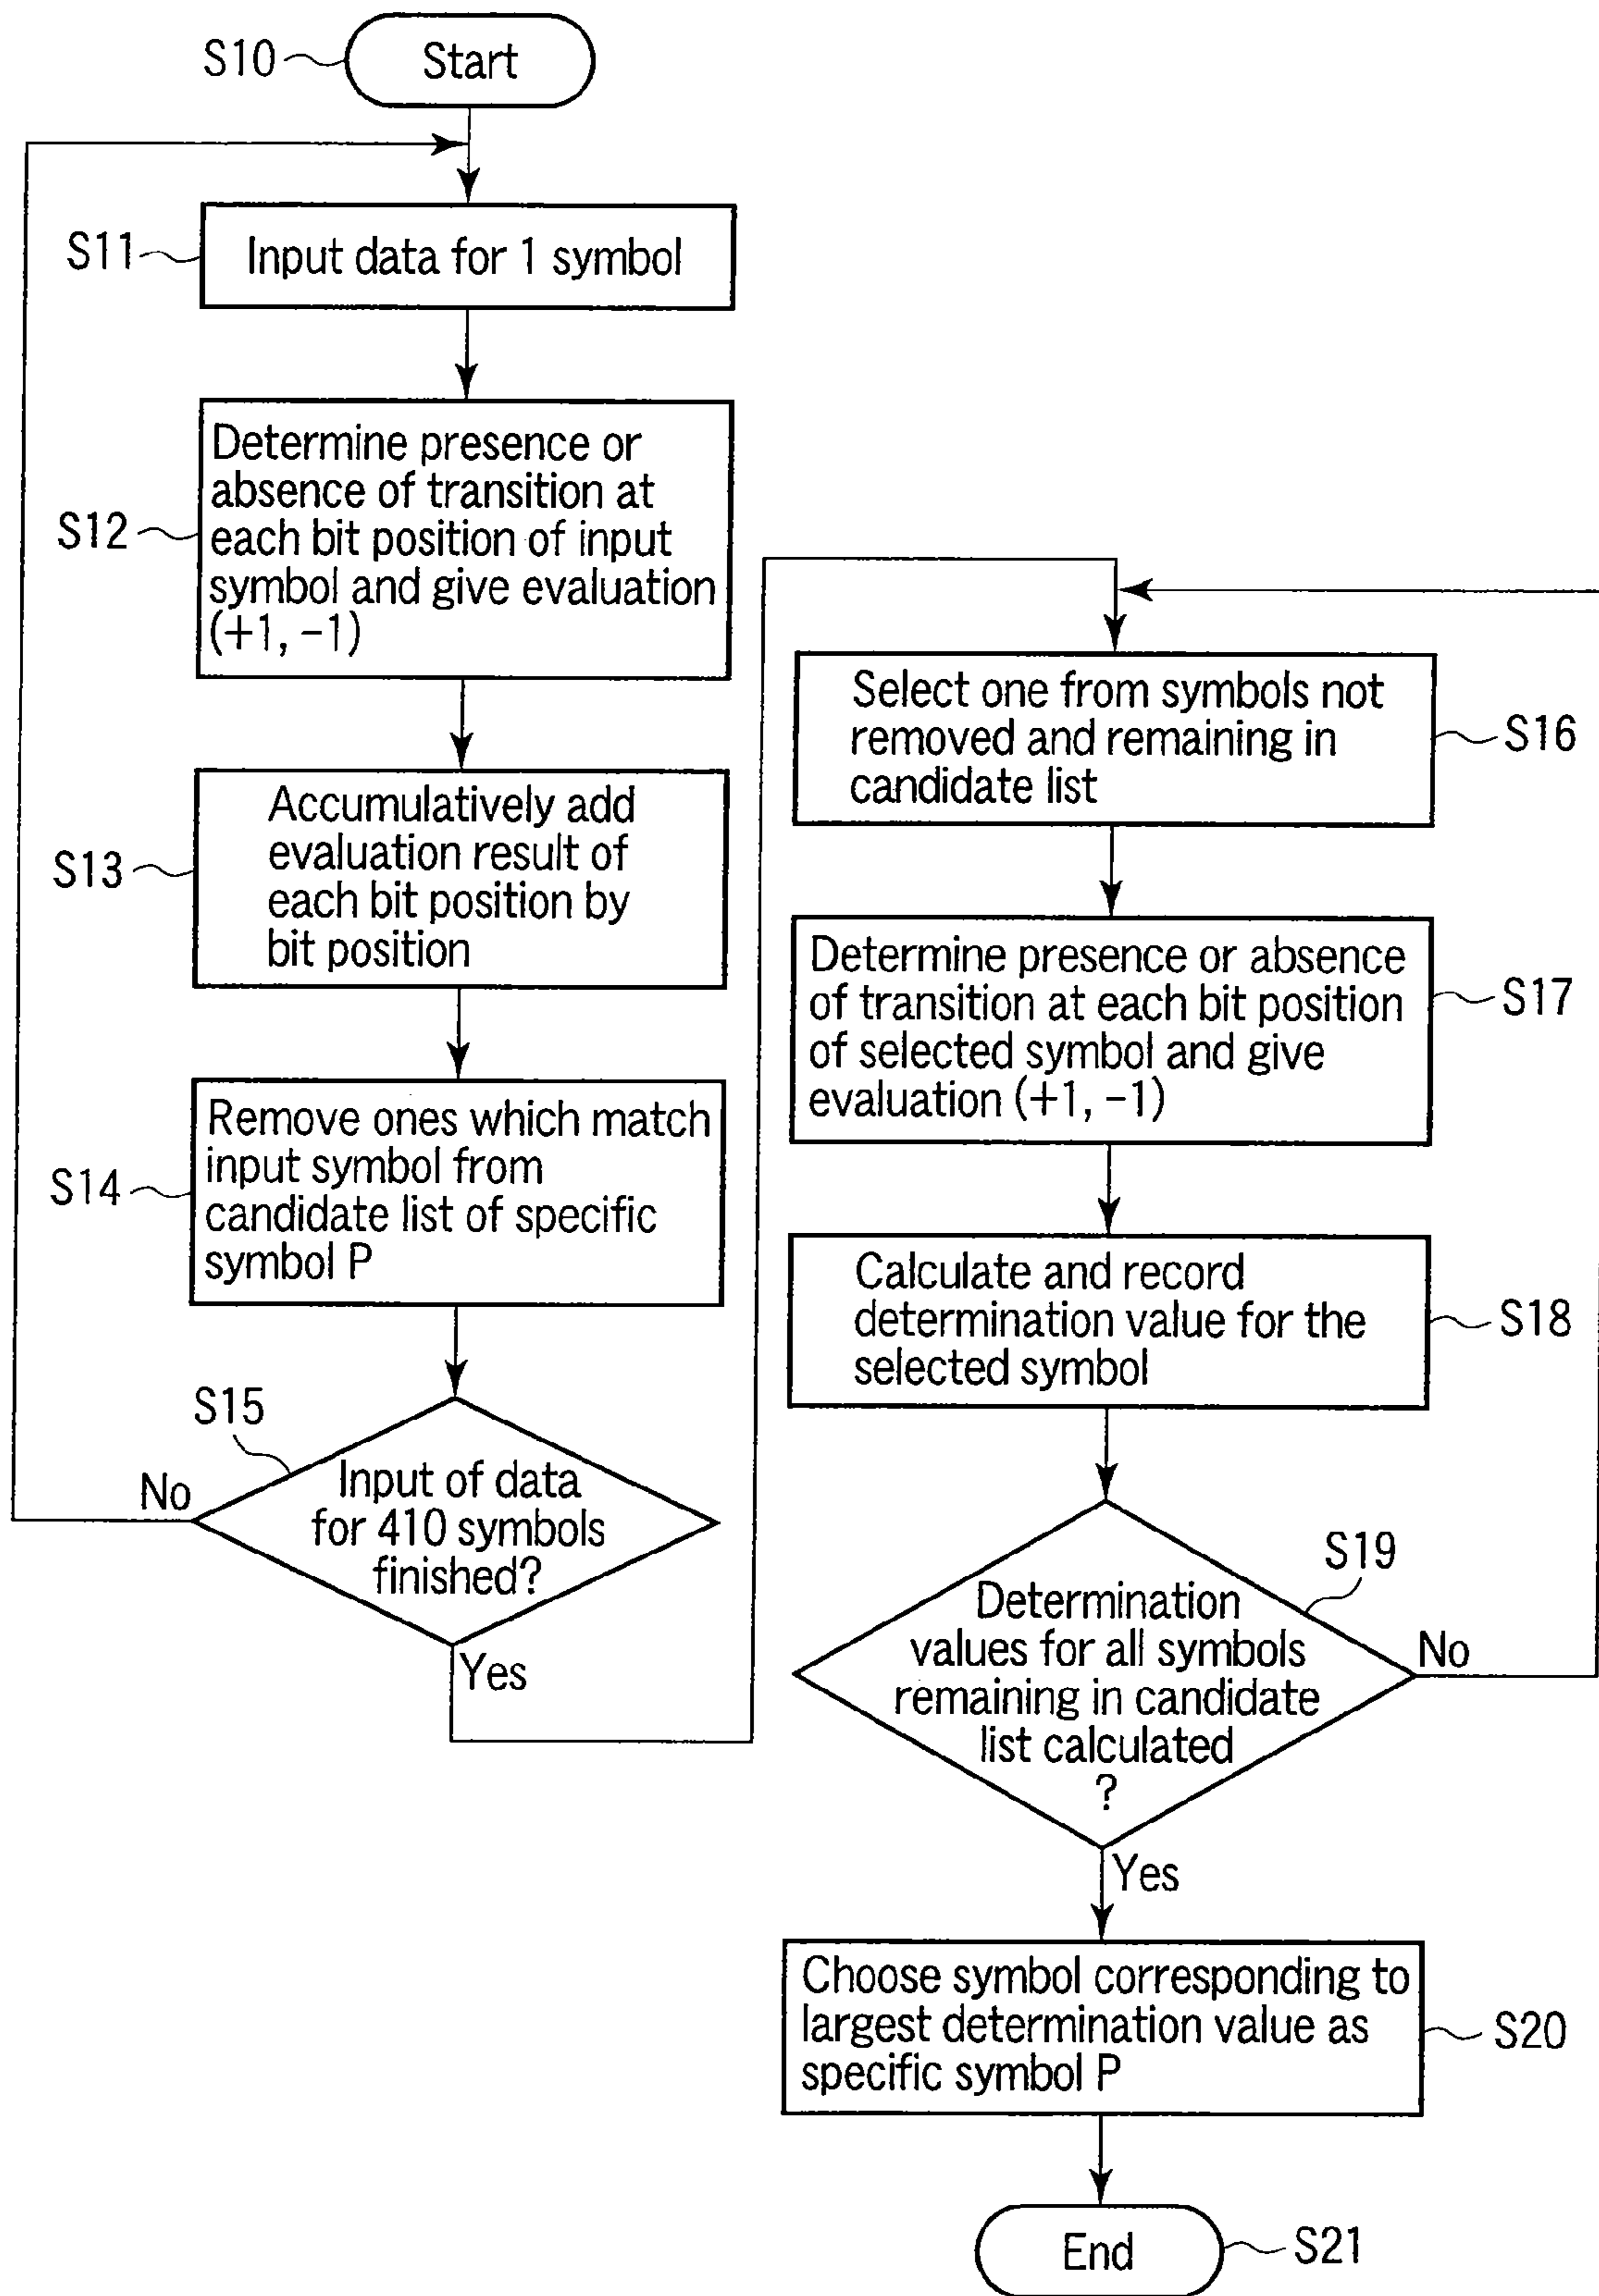 S10
Start
S11
Input data for 1 symbol
S12
Determine presence or
absence of transition at
each bit position of input
symbol and give evaluation
(+1, -1)
S13
Accumulatively add
evaluation result of
each bit position by
bit position
S14
Remove ones which match
input symbol from
candidate list of specific
symbol P
S15
No
Input of data
for 410 symbols
finished?
Yes
Select one from symbols not
removed and remaining in
candidate list
S16
Determine presence or absence
of transition at each bit position
of selected symbol and give
evaluation (+1, -1)
S17
Calculate and record
determination value for the
selected symbol
S18
S19
Determination
values for all symbols
remaining in candidate
list calculated
?
No
Yes
Choose symbol corresponding to
largest determination value as
specific symbol P
S20
End
S21